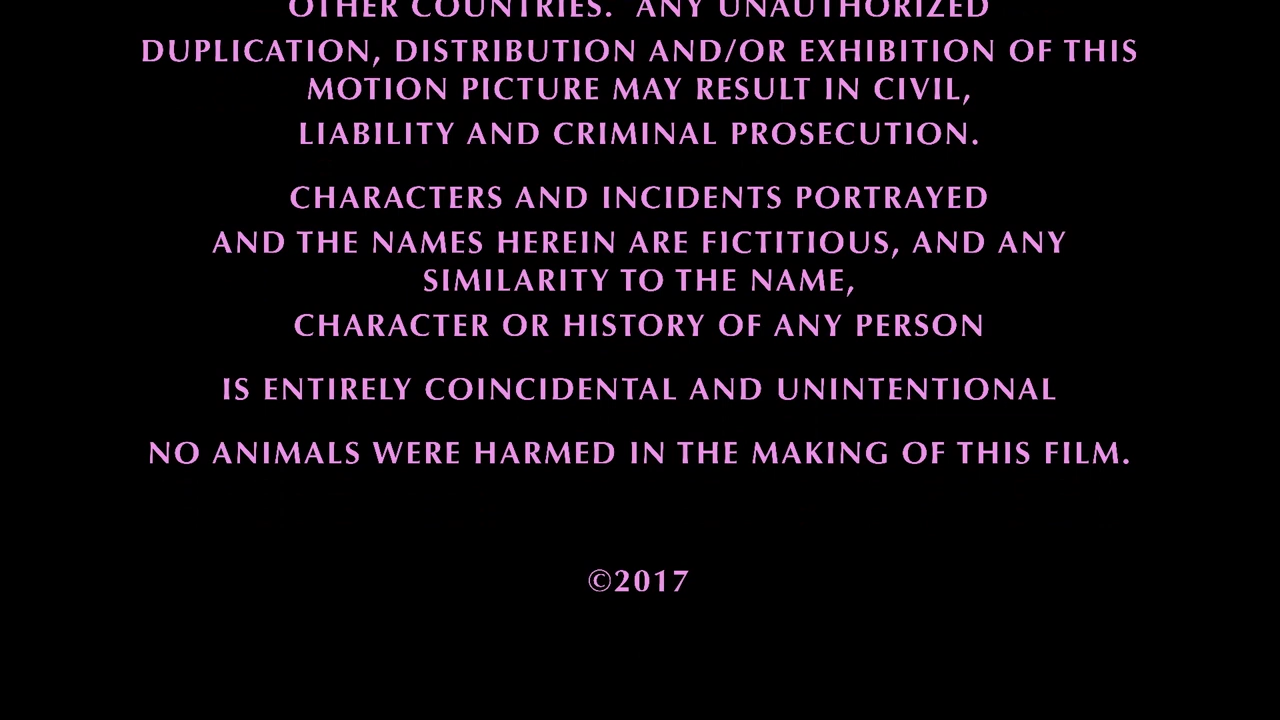 OTHER COUNTRIES.  ANY UNAUTHORIZED
DUPLICATION, DISTRIBUTION AND/OR EXHIBITION OF THIS
MOTION PICTURE MAY RESULT IN CIVIL,
LIABILITY AND CRIMINAL PROSECUTION.
CHARACTERS AND INCIDENTS PORTRAYED
AND THE NAMES HEREIN ARE FICTITIOUS, AND ANY
SIMILARITY TO THE NAME,
CHARACTER OR HISTORY OF ANY PERSON
IS ENTIRELY COINCIDENTAL AND UNINTENTIONAL
NO ANIMALS WERE HARMED IN THE MAKING OF THIS FILM.
©2017